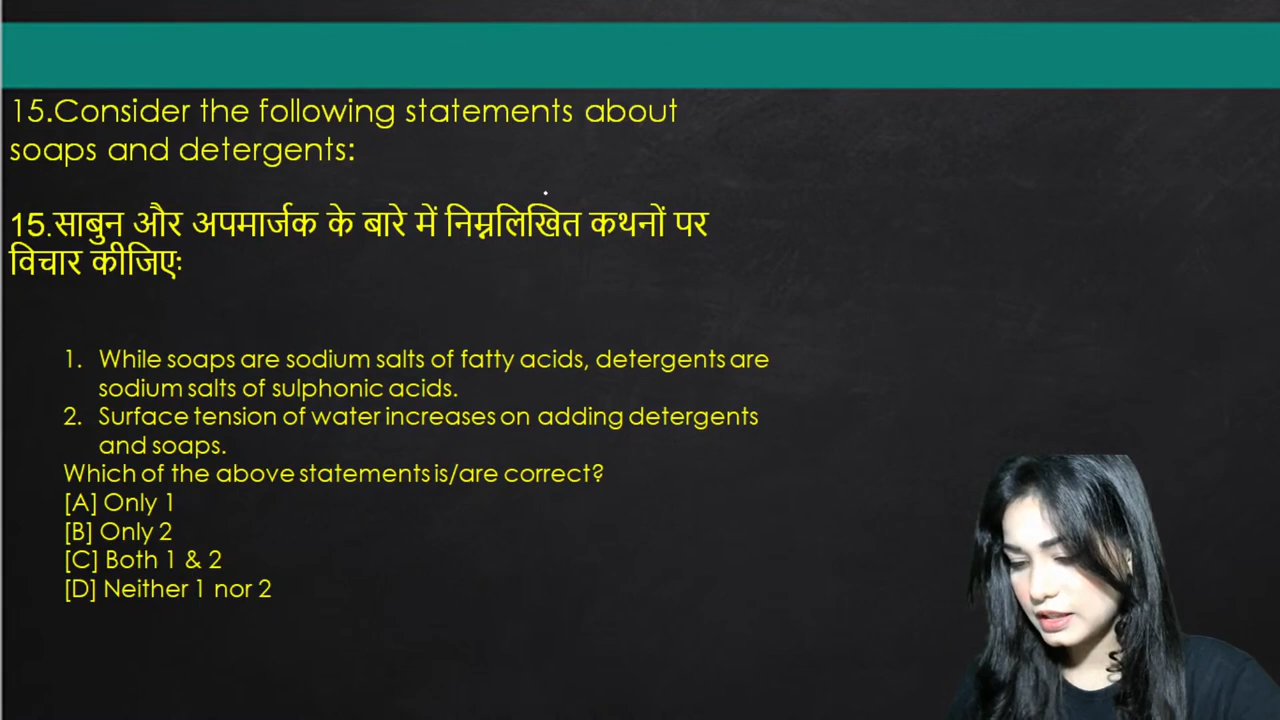 15.Consider the following statements about
soaps and detergents:
15.साबुन और अपमार्जक के बारे में निम्नलिखित कथनों पर
विचार कीजिएः
1. While soaps are sodium salts of fatty acids, detergents are
sodium salts of sulphonic acids.
2. Surface tension of water increases on adding detergents
and soaps.
Which of the above statements is/are correct?
[A] Only 1
[B] Only 2
[C] Both 1 & 2
[D] Neither 1 nor 2